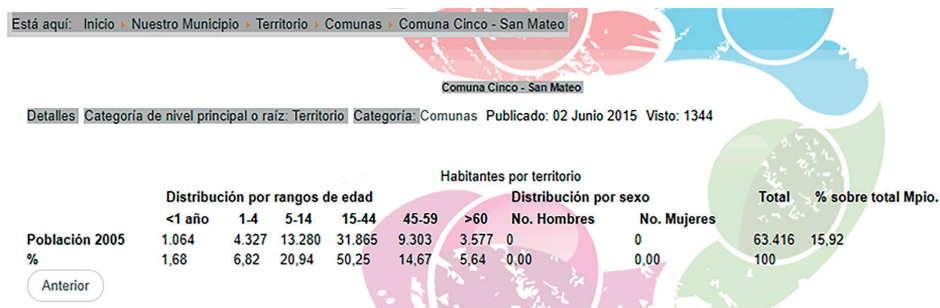 Está aquí: Inicio Nuestro Municipio Territorio Comunas Comuna Cinco - San Mateo
Comuna Cinco - San Mateo
Detalles Categoría de nivel principal o raíz: Territorio Categoría: Comunas Publicado: 02 Junio 2015 Visto: 1344
Habitantes por territorio
Distribución por rangos de edad Distribución por sexo Total % sobre total Mpio.
<1 año 1-4 5-14 15-44 45-59 >60 No. Hombres No. Mujeres
Población 2005 1.064 4.327 13.280 31.865 9.303 3.577 0 0 63.416 15,92
% 1,68 6,82 20,94 50,25 14,67 5,64 0,00 0,00 100
Anterior